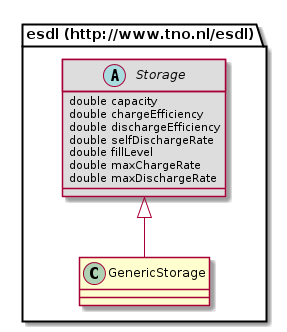 esdl (http://www.tno.nl/esdl)
A Storage
double capacity
double chargeEfficiency
double dischargeEfficiency
double selfDischargeRate
double fillLevel
double maxChargeRate
double maxDischargeRate
C GenericStorage